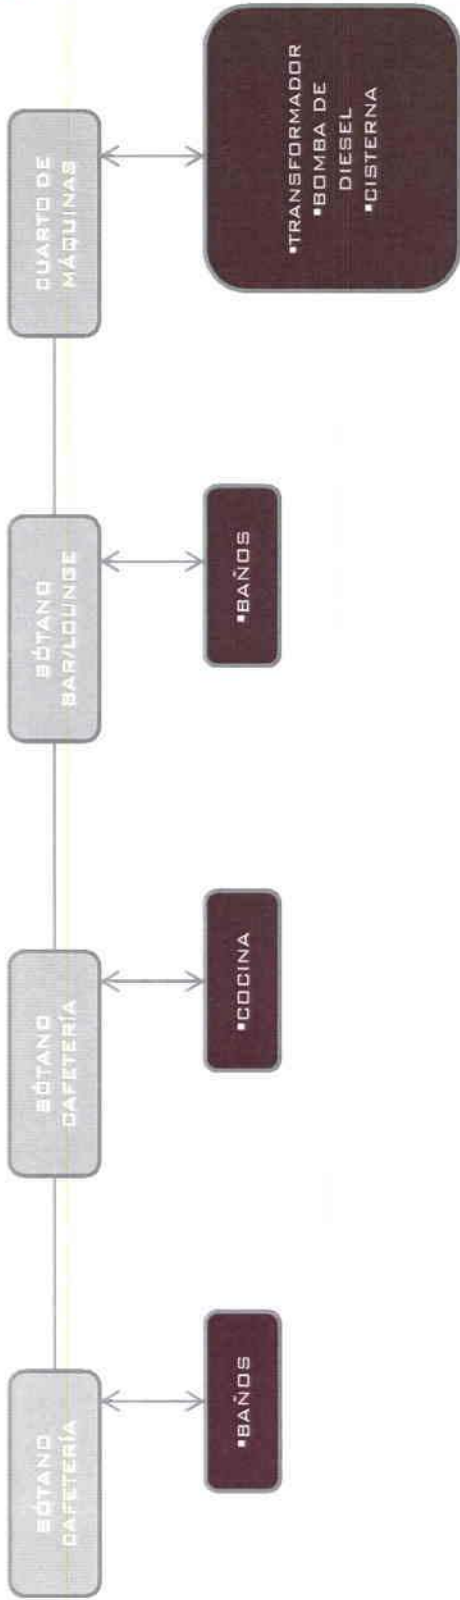 SÓTANO
CAFETERÍA
▪BAÑOS
SÓTANO
CAFETERÍA
▪COCINA
SÓTANO
BAR/LOUNGE
▪BAÑOS
CUARTO DE
MÁQUINAS
▪TRANSFORMADOR
▪BOMBA DE
DIESEL
▪CISTERNA